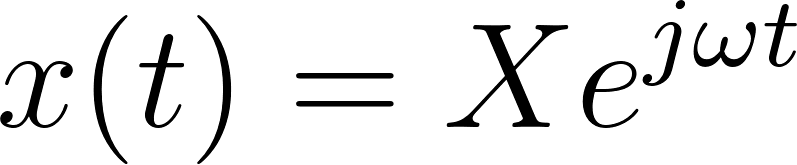 x(t) = Xe^{jωt}